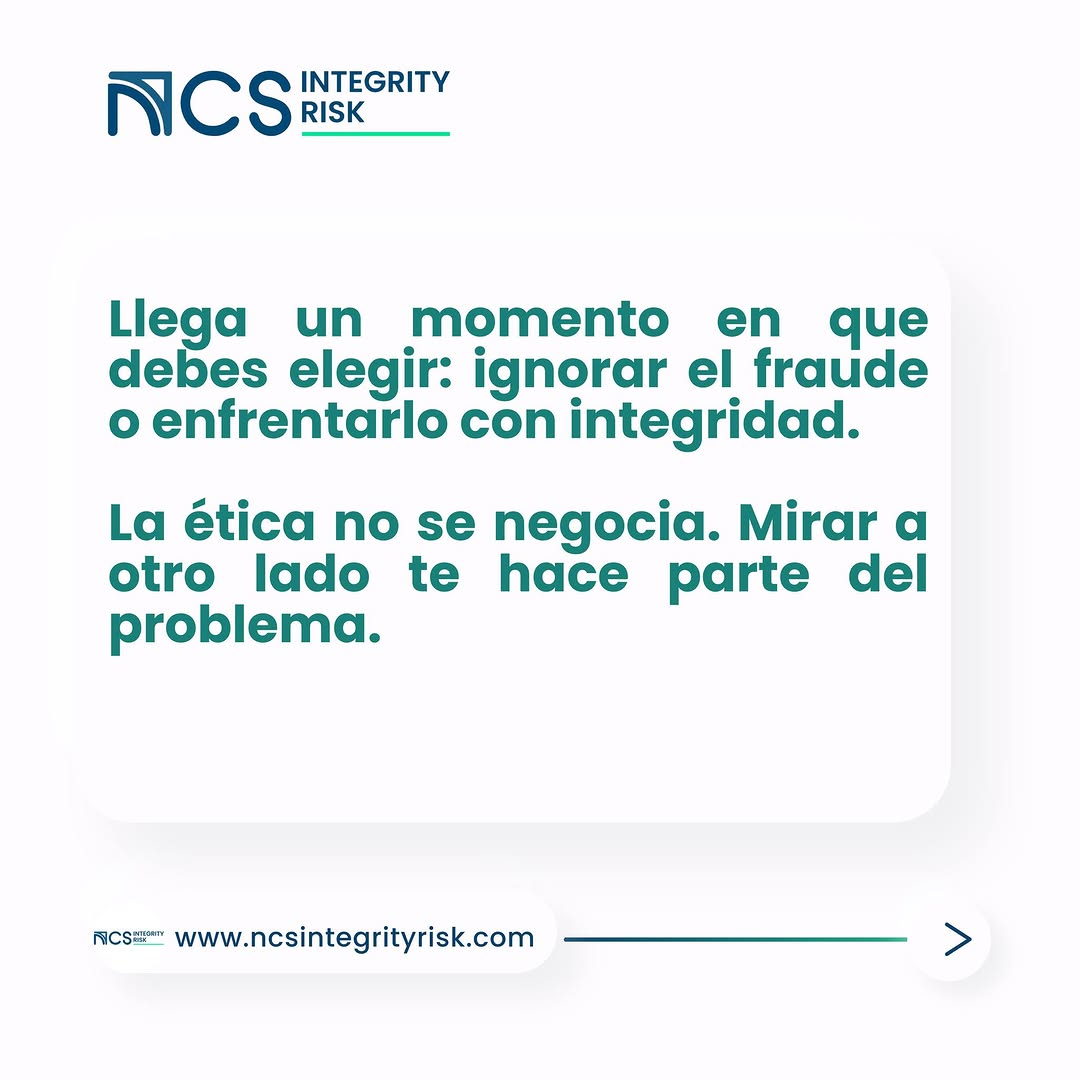 NCS INTEGRITY
RISK
Llega un momento en que
debes elegir: ignorar el fraude
o enfrentarlo con integridad.
La ética no se negocia. Mirar a
otro lado te hace parte del
problema.
NCS INTEGRITY
RISK
www.ncsintegrityrisk.com